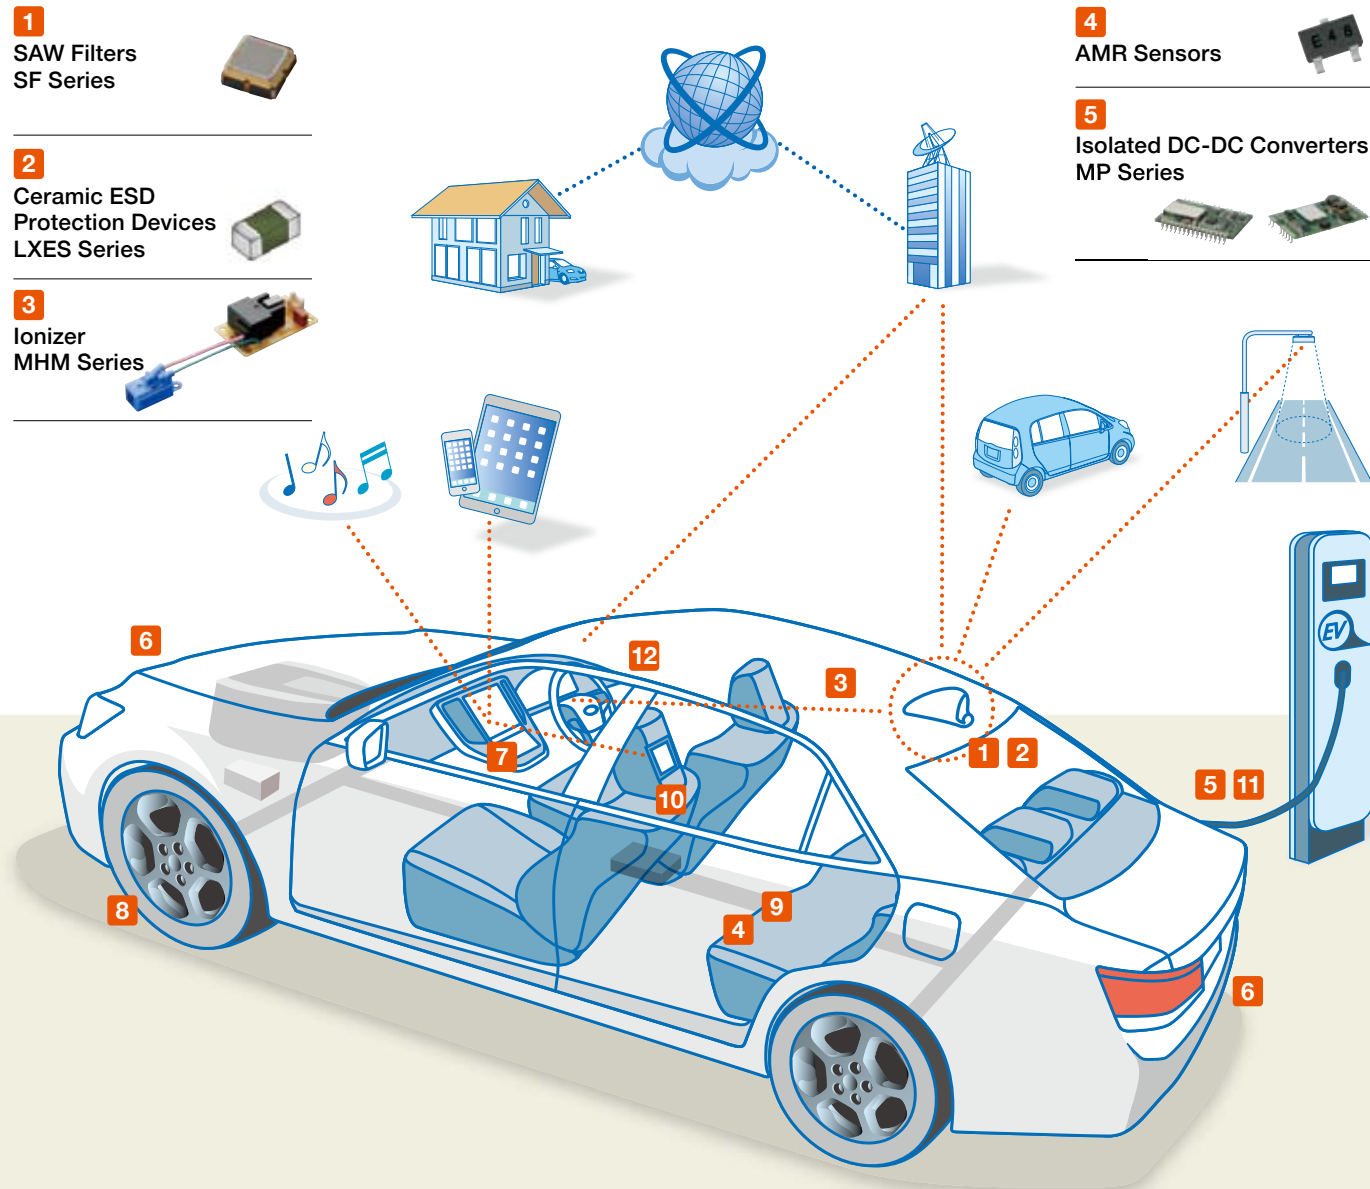 1
SAW Filters
SF Series
2
Ceramic ESD
Protection Devices
LXES Series
3
Ionizer
MHM Series
4
AMR Sensors
E 4 B
5
Isolated DC-DC Converters
MP Series
EV
6
12
3
7
1 2
10
5 11
8
9
4
6